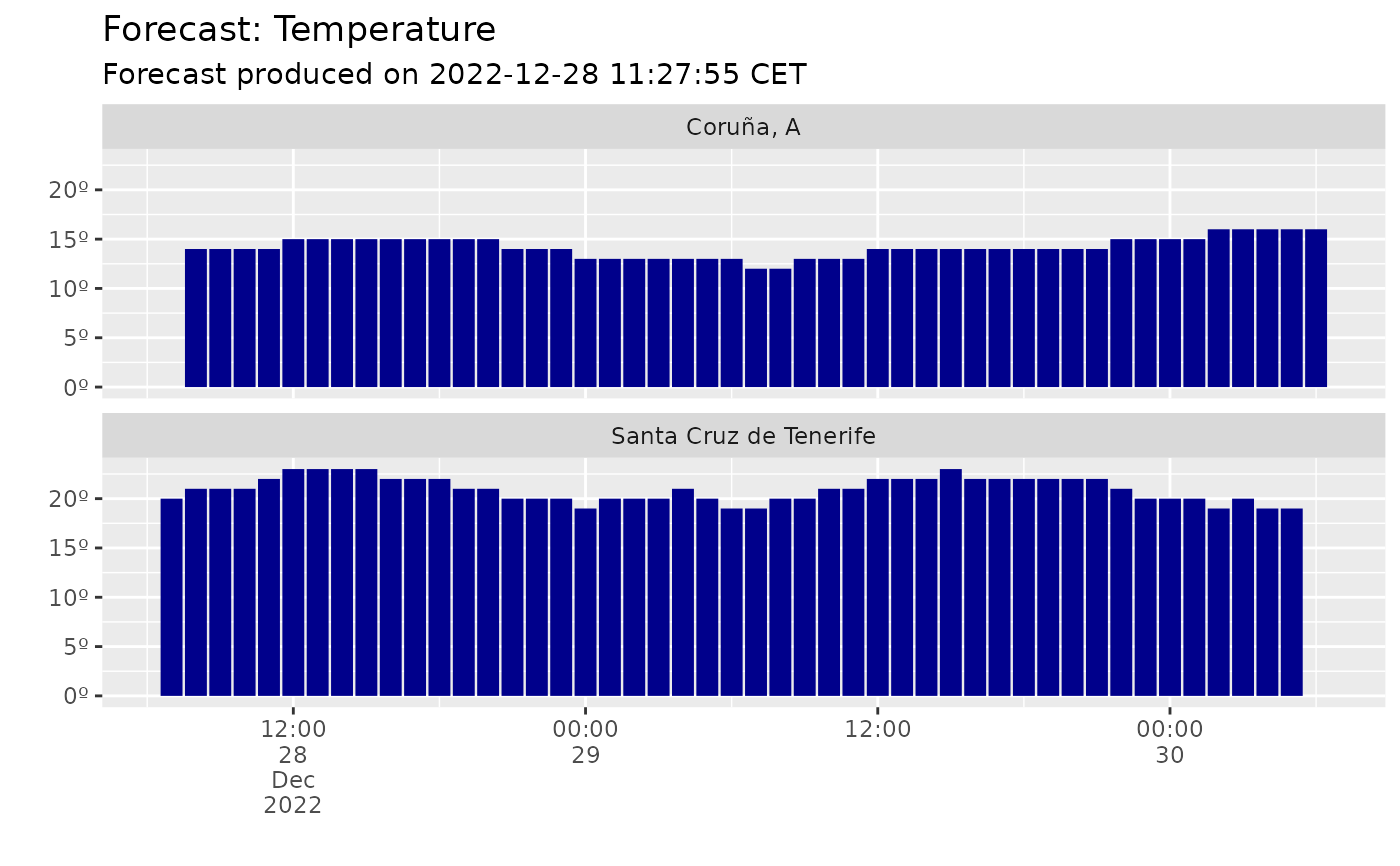 Forecast: Temperature
Forecast produced on 2022-12-28 11:27:55 CET
Coruña, A
20º
15º
10º
5º
0º
Santa Cruz de Tenerife
20º
15º
10º
5º
0º
12:00 00:00 12:00 00:00
28 29 30
Dec
2022